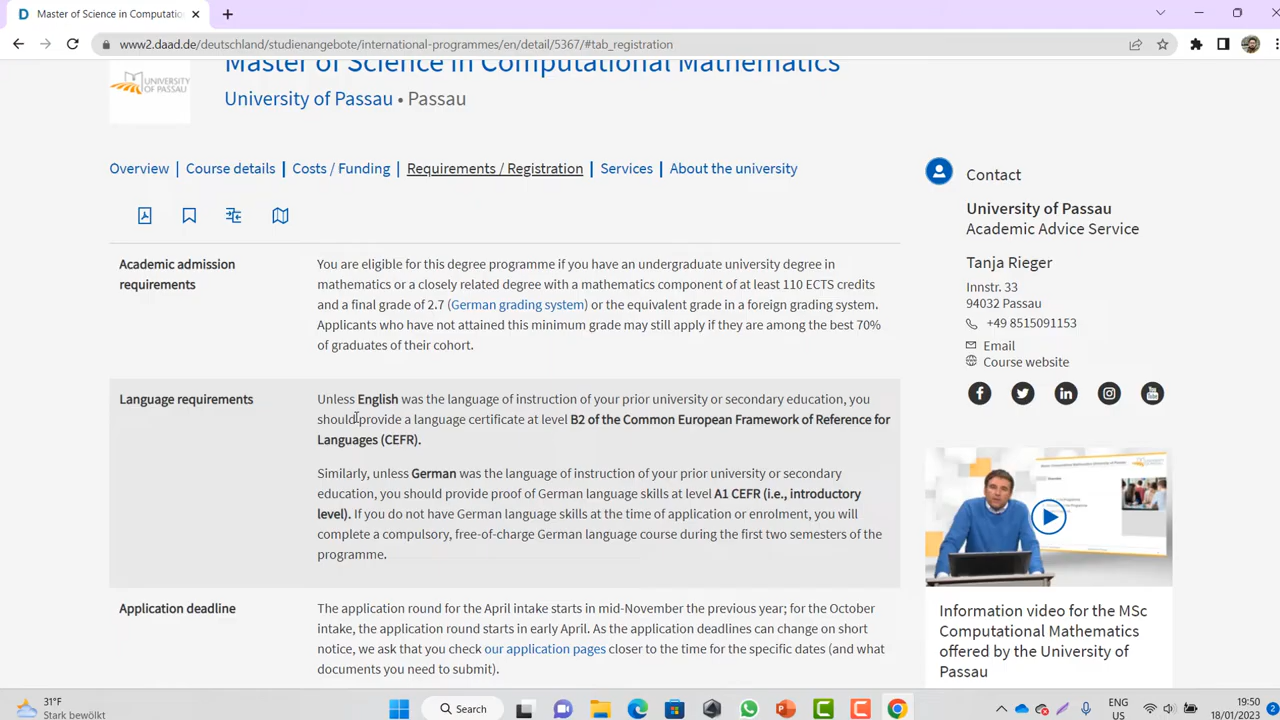 Master of Science in Computatio
www2.daad.de/deutschland/studienangebote/international-programmes/en/detail/5367/#tab_registration
UNIVERSITY
OF PASSAU
Master of Science in Computational Mathematics
University of Passau • Passau
Overview | Course details | Costs / Funding | Requirements / Registration | Services | About the university
Contact
University of Passau
Academic Advice Service
Tanja Rieger
Innstr. 33
94032 Passau
+49 8515091153
Email
Course website
Academic admission
requirements
You are eligible for this degree programme if you have an undergraduate university degree in
mathematics or a closely related degree with a mathematics component of at least 110 ECTS credits
and a final grade of 2.7 (German grading system) or the equivalent grade in a foreign grading system.
Applicants who have not attained this minimum grade may still apply if they are among the best 70%
of graduates of their cohort.
Language requirements
Unless English was the language of instruction of your prior university or secondary education, you
should provide a language certificate at level B2 of the Common European Framework of Reference for
Languages (CEFR).
Similarly, unless German was the language of instruction of your prior university or secondary
education, you should provide proof of German language skills at level A1 CEFR (i.e., introductory
level). If you do not have German language skills at the time of application or enrolment, you will
complete a compulsory, free-of-charge German language course during the first two semesters of the
programme.
Application deadline
The application round for the April intake starts in mid-November the previous year; for the October
intake, the application round starts in early April. As the application deadlines can change on short
notice, we ask that you check our application pages closer to the time for the specific dates (and what
documents you need to submit).
Information video for the MSc
Computational Mathematics
offered by the University of
Passau
31°F
Stark bewölkt
Search
ENG
US
19:50
18/01/2023
2